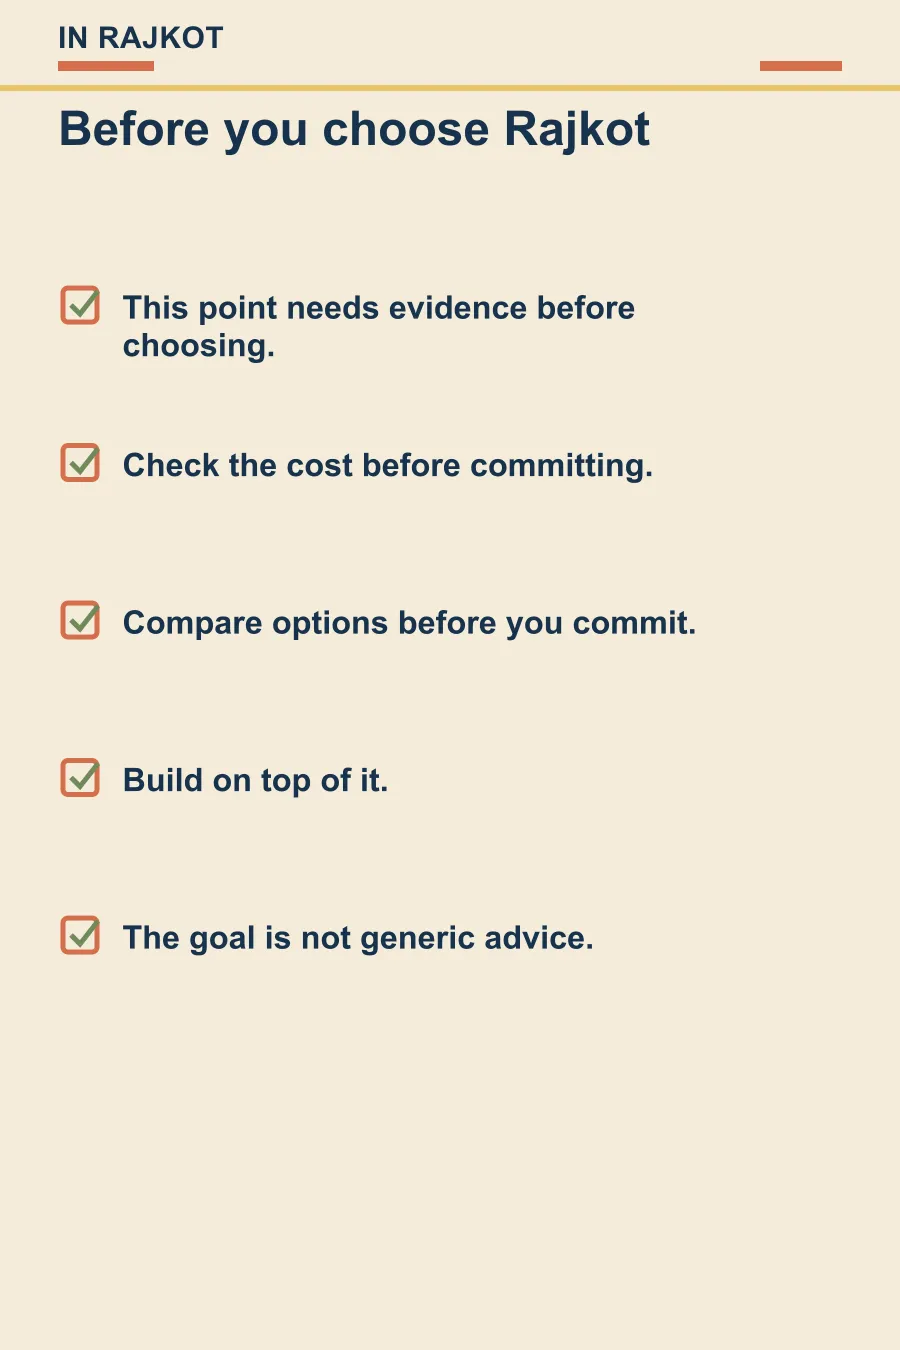 IN RAJKOT
Before you choose Rajkot
This point needs evidence before
choosing.
Check the cost before committing.
Compare options before you commit.
Build on top of it.
The goal is not generic advice.